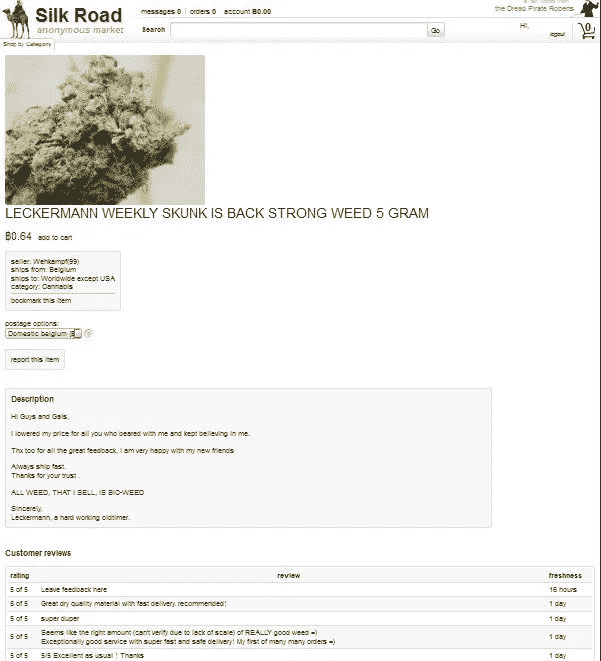 Silk Road
anonymous market
messages 0 | orders 0 account ฿0.00
Search
Go
the Dread Pirate Roberts
Hi,
logout
0
Shop by Category
LECKERMANN WEEKLY SKUNK IS BACK STRONG WEED 5 GRAM
฿0.64 add to cart
seller: Wehkampf(99)
ships from: Belgium
ships to: Worldwide except USA
category: Cannabis
bookmark this item
postage options:
Domestic belgium
report this item
Description
Hi Guys and Gals,
I lowered my price for all you who beared with me and kept believing in me.
Thx too for all the great feedback, I am very happy with my new friends
Always ship fast.
Thanks for your trust .
ALL WEED, THAT I SELL, IS BIO-WEED
Sincerely,
Leckermann, a hard working oldtimer.
Customer reviews
rating review freshness
5 of 5 Leave feedback here 16 hours
5 of 5 Great dry quality material with fast delivery. recommended! 1 day
5 of 5 super duper 1 day
5 of 5 Seems like the right amount (can't verify due to lack of scale) of REALLY good weed =) 1 day
Exceptionally good service with super fast and safe delivery! My first of many many orders =)
5 of 5 5/5 Excellent as usual ! Thanks 1 day